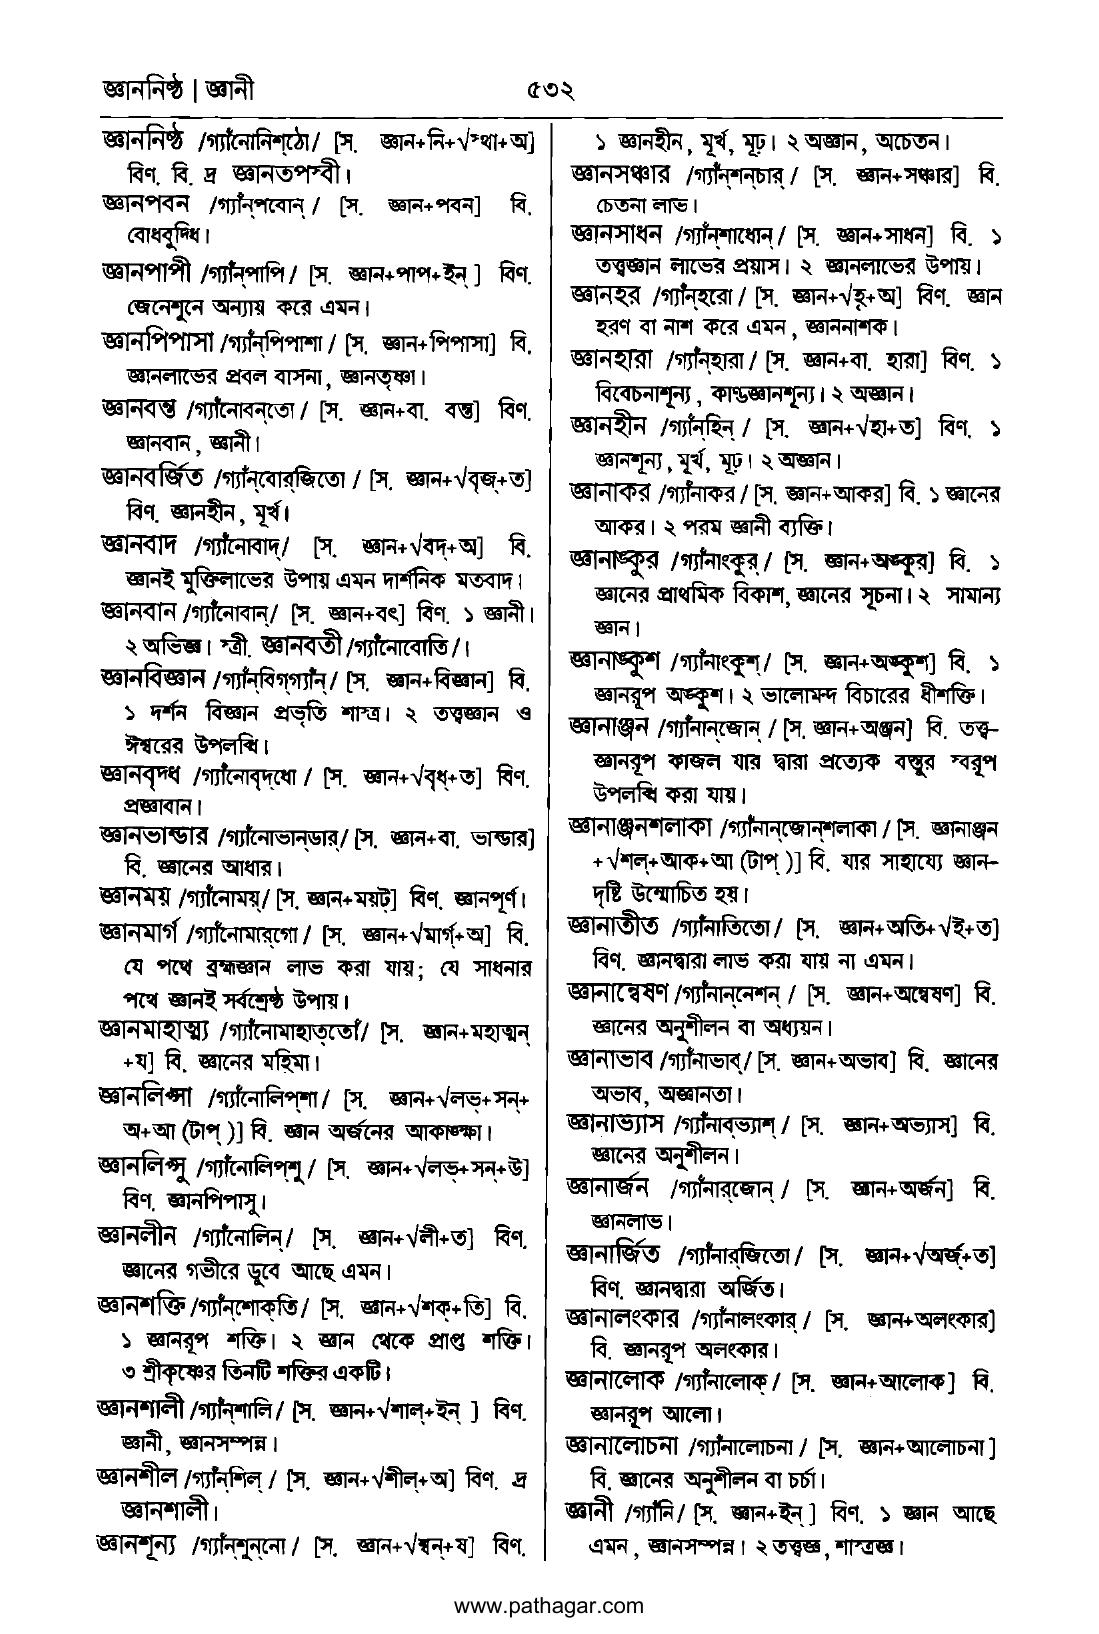 জ্ঞাননিষ্ঠ | জ্ঞানী
৫৩২
জ্ঞাননিষ্ঠ /গ্যাঁনোনিশ্‌ঠো/ [স. জ্ঞান+নি+√স্থা+অ]
বিণ. বি. দ্র জ্ঞানতপস্বী।
জ্ঞানপবন /গ্যাঁন্‌পবোন্‌/ [স. জ্ঞান+পবন] বি.
বোধবুদ্ধি।
জ্ঞানপাপী /গ্যাঁন্‌পাপি/ [স. জ্ঞান+পাপ+ইন্‌] বিণ.
জেনেশুনে অন্যায় করে এমন।
জ্ঞানপিপাসা /গ্যাঁন্‌পিপাশা/ [স. জ্ঞান+পিপাসা] বি.
জ্ঞানলাভের প্রবল বাসনা, জ্ঞানতৃষ্ণা।
জ্ঞানবন্ত /গ্যাঁনোবন্‌তো/ [স. জ্ঞান+বা. বন্ত] বিণ.
জ্ঞানবান, জ্ঞানী।
জ্ঞানবর্জিত /গ্যাঁন্‌বোর্‌জিতো/ [স. জ্ঞান+√বৃজ্‌+ত]
বিণ. জ্ঞানহীন, মূর্খ।
জ্ঞানবাদ /গ্যাঁনোবাদ্‌/ [স. জ্ঞান+√বদ্‌+অ] বি.
জ্ঞানই মুক্তিলাভের উপায় এমন দার্শনিক মতবাদ।
জ্ঞানবান /গ্যাঁনোবান্‌/ [স. জ্ঞান+বৎ] বিণ. ১ জ্ঞানী।
২ অভিজ্ঞ। স্ত্রী. জ্ঞানবতী /গ্যাঁনোবোতি/।
জ্ঞানবিজ্ঞান /গ্যাঁন্‌বিগ্‌গ্যাঁন্‌/ [স. জ্ঞান+বিজ্ঞান] বি.
১ দর্শন বিজ্ঞান প্রভৃতি শাস্ত্র। ২ তত্ত্বজ্ঞান ও
ঈশ্বরের উপলব্ধি।
জ্ঞানবৃদ্ধ /গ্যাঁনোবৃদ্‌ধো/ [স. জ্ঞান+√বৃধ্‌+ত] বিণ.
প্রজ্ঞাবান।
জ্ঞানভান্ডার /গ্যাঁনোভান্‌ডার্‌/ [স. জ্ঞান+বা. ভান্ডার]
বি. জ্ঞানের আধার।
জ্ঞানময় /গ্যাঁনোময়্‌/ [স. জ্ঞান+ময়ট্‌] বিণ. জ্ঞানপূর্ণ।
জ্ঞানমার্গ /গ্যাঁনোমার্‌গো/ [স. জ্ঞান+√মার্গ্‌+অ] বি.
যে পথে ব্রহ্মজ্ঞান লাভ করা যায়; যে সাধনার
পথে জ্ঞানই সর্বশ্রেষ্ঠ উপায়।
জ্ঞানমাহাত্ম্য /গ্যাঁনোমাহাত্‌তোঁ/ [স. জ্ঞান+মহাত্মন্‌
+য] বি. জ্ঞানের মহিমা।
জ্ঞানলিপ্সা /গ্যাঁনোলিপ্‌শা/ [স. জ্ঞান+√লভ্‌+সন্‌+
অ+আ (টাপ্‌)] বি. জ্ঞান অর্জনের আকাঙ্ক্ষা।
জ্ঞানলিপ্সু /গ্যাঁনোলিপ্‌শু/ [স. জ্ঞান+√লভ্‌+সন্‌+উ]
বিণ. জ্ঞানপিপাসু।
জ্ঞানলীন /গ্যাঁনোলিন্‌/ [স. জ্ঞান+√লী+ত] বিণ.
জ্ঞানের গভীরে ডুবে আছে এমন।
জ্ঞানশক্তি /গ্যাঁন্‌শোক্‌তি/ [স. জ্ঞান+√শক্‌+তি] বি.
১ জ্ঞানরূপ শক্তি। ২ জ্ঞান থেকে প্রাপ্ত শক্তি।
৩ শ্রীকৃষ্ণের তিনটি শক্তির একটি।
জ্ঞানশালী /গ্যাঁন্‌শালি/ [স. জ্ঞান+√শাল্‌+ইন্‌] বিণ.
জ্ঞানী, জ্ঞানসম্পন্ন।
জ্ঞানশীল /গ্যাঁন্‌শিল্‌/ [স. জ্ঞান+√শীল্‌+অ] বিণ. দ্র
জ্ঞানশালী।
জ্ঞানশূন্য /গ্যাঁন্‌শুন্‌নো/ [স. জ্ঞান+√শ্বন্‌+য] বিণ.
১ জ্ঞানহীন, মূর্খ, মূঢ়। ২ অজ্ঞান, অচেতন।
জ্ঞানসঞ্চার /গ্যাঁন্‌শন্‌চার্‌/ [স. জ্ঞান+সঞ্চার] বি.
চেতনা লাভ।
জ্ঞানসাধন /গ্যাঁন্‌শাধোন্‌/ [স. জ্ঞান+সাধন] বি. ১
তত্ত্বজ্ঞান লাভের প্রয়াস। ২ জ্ঞানলাভের উপায়।
জ্ঞানহর /গ্যাঁন্‌হরো/ [স. জ্ঞান+√হৃ+অ] বিণ. জ্ঞান
হরণ বা নাশ করে এমন, জ্ঞাননাশক।
জ্ঞানহারা /গ্যাঁন্‌হারা/ [স. জ্ঞান+বা. হারা] বিণ. ১
বিবেচনাশূন্য, কাণ্ডজ্ঞানশূন্য। ২ অজ্ঞান।
জ্ঞানহীন /গ্যাঁন্‌হিন্‌/ [স. জ্ঞান+√হা+ত] বিণ. ১
জ্ঞানশূন্য, মূর্খ, মূঢ়। ২ অজ্ঞান।
জ্ঞানাকর /গ্যাঁনাকর/ [স. জ্ঞান+আকর] বি. ১ জ্ঞানের
আকর। ২ পরম জ্ঞানী ব্যক্তি।
জ্ঞানাঙ্কুর /গ্যাঁনাংকুর্‌/ [স. জ্ঞান+অঙ্কুর] বি. ১
জ্ঞানের প্রাথমিক বিকাশ, জ্ঞানের সূচনা। ২ সামান্য
জ্ঞান।
জ্ঞানাঙ্কুশ /গ্যাঁনাংকুশ্‌/ [স. জ্ঞান+অঙ্কুশ] বি. ১
জ্ঞানরূপ অঙ্কুশ। ২ ভালোমন্দ বিচারের ধীশক্তি।
জ্ঞানাঞ্জন /গ্যাঁনান্‌জোন্‌/ [স. জ্ঞান+অঞ্জন] বি. তত্ত্ব-
জ্ঞানরূপ কাজল যার দ্বারা প্রত্যেক বস্তুর স্বরূপ
উপলব্ধি করা যায়।
জ্ঞানাঞ্জনশলাকা /গ্যাঁনান্‌জোন্‌শলাকা/ [স. জ্ঞানাঞ্জন
+√শল্‌+আক+আ (টাপ্‌)] বি. যার সাহায্যে জ্ঞান-
দৃষ্টি উন্মোচিত হয়।
জ্ঞানাতীত /গ্যাঁনাতিতো/ [স. জ্ঞান+অতি+√ই+ত]
বিণ. জ্ঞানদ্বারা লাভ করা যায় না এমন।
জ্ঞানান্বেষণ /গ্যাঁনান্‌নেশন্‌/ [স. জ্ঞান+অন্বেষণ] বি.
জ্ঞানের অনুশীলন বা অধ্যয়ন।
জ্ঞানাভাব /গ্যাঁনাভাব্‌/ [স. জ্ঞান+অভাব] বি. জ্ঞানের
অভাব, অজ্ঞানতা।
জ্ঞানাভ্যাস /গ্যাঁনাব্‌ভ্যাশ্‌/ [স. জ্ঞান+অভ্যাস] বি.
জ্ঞানের অনুশীলন।
জ্ঞানার্জন /গ্যাঁনার্‌জোন্‌/ [স. জ্ঞান+অর্জন] বি.
জ্ঞানলাভ।
জ্ঞানার্জিত /গ্যাঁনার্‌জিতো/ [স. জ্ঞান+√অর্জ্‌+ত]
বিণ. জ্ঞানদ্বারা অর্জিত।
জ্ঞানালংকার /গ্যাঁনালংকার্‌/ [স. জ্ঞান+অলংকার]
বি. জ্ঞানরূপ অলংকার।
জ্ঞানালোক /গ্যাঁনালোক্‌/ [স. জ্ঞান+আলোক] বি.
জ্ঞানরূপ আলো।
জ্ঞানালোচনা /গ্যাঁনালোচনা/ [স. জ্ঞান+আলোচনা]
বি. জ্ঞানের অনুশীলন বা চর্চা।
জ্ঞানী /গ্যাঁনি/ [স. জ্ঞান+ইন্‌] বিণ. ১ জ্ঞান আছে
এমন, জ্ঞানসম্পন্ন। ২ তত্ত্বজ্ঞ, শাস্ত্রজ্ঞ।
www.pathagar.com